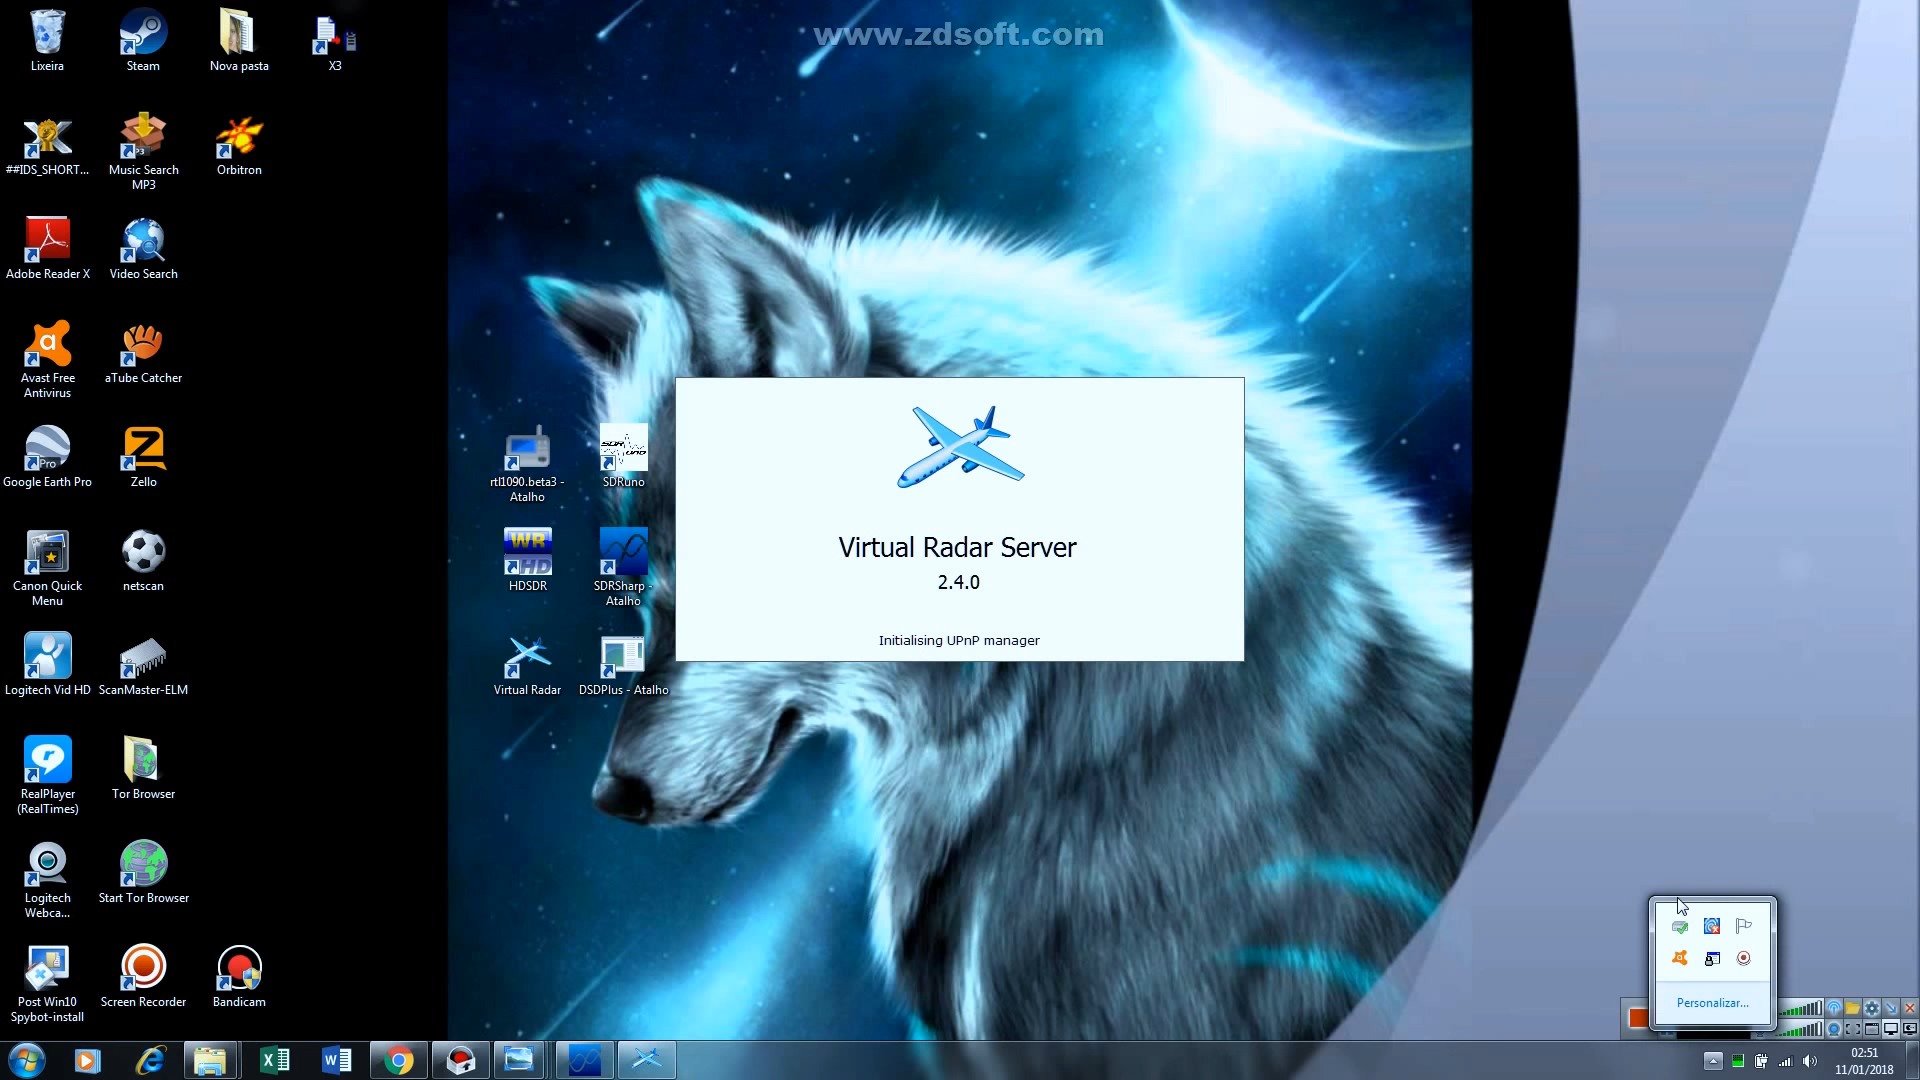 www.zdsoft.com
Lixeira
Steam
Nova pasta
X3
##IDS_SHORT...
Music Search
MP3
Orbitron
Adobe Reader X
Video Search
Avast Free
Antivirus
aTube Catcher
Pro
Google Earth Pro
Zello
rtl1090.beta3 -
Atalho
SDRuno
Canon Quick
Menu
netscan
WR
HD
HDSDR
SDRSharp -
Atalho
Virtual Radar Server
2.4.0
Initialising UPnP manager
Logitech Vid HD
ScanMaster-ELM
Virtual Radar
DSDPlus - Atalho
RealPlayer
(RealTimes)
Tor Browser
Logitech
Webca...
Start Tor Browser
Post Win10
Spybot-install
Screen Recorder
Bandicam
Personalizar...
02:51
11/01/2018